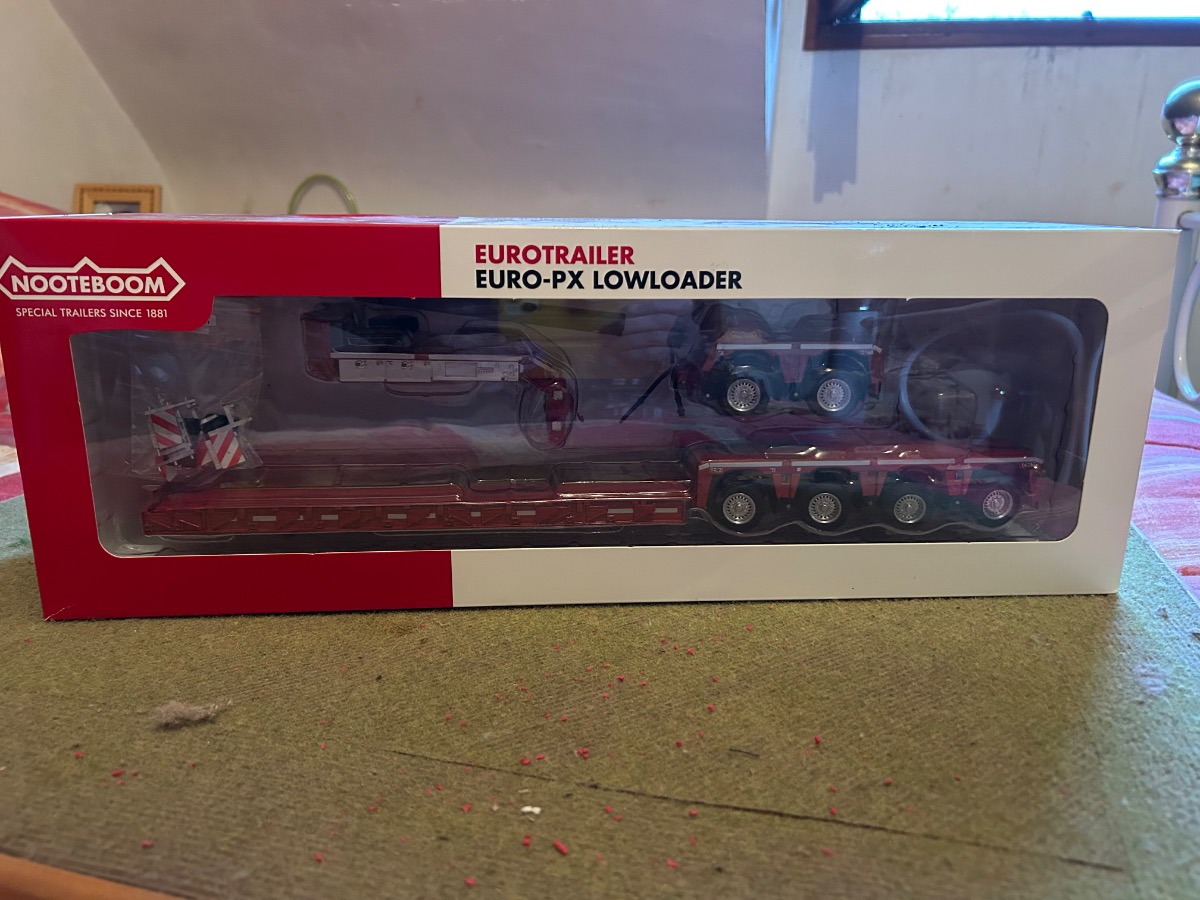 NOOTEBOOM
SPECIAL TRAILERS SINCE 1881
EUROTRAILER
EURO-PX LOWLOADER